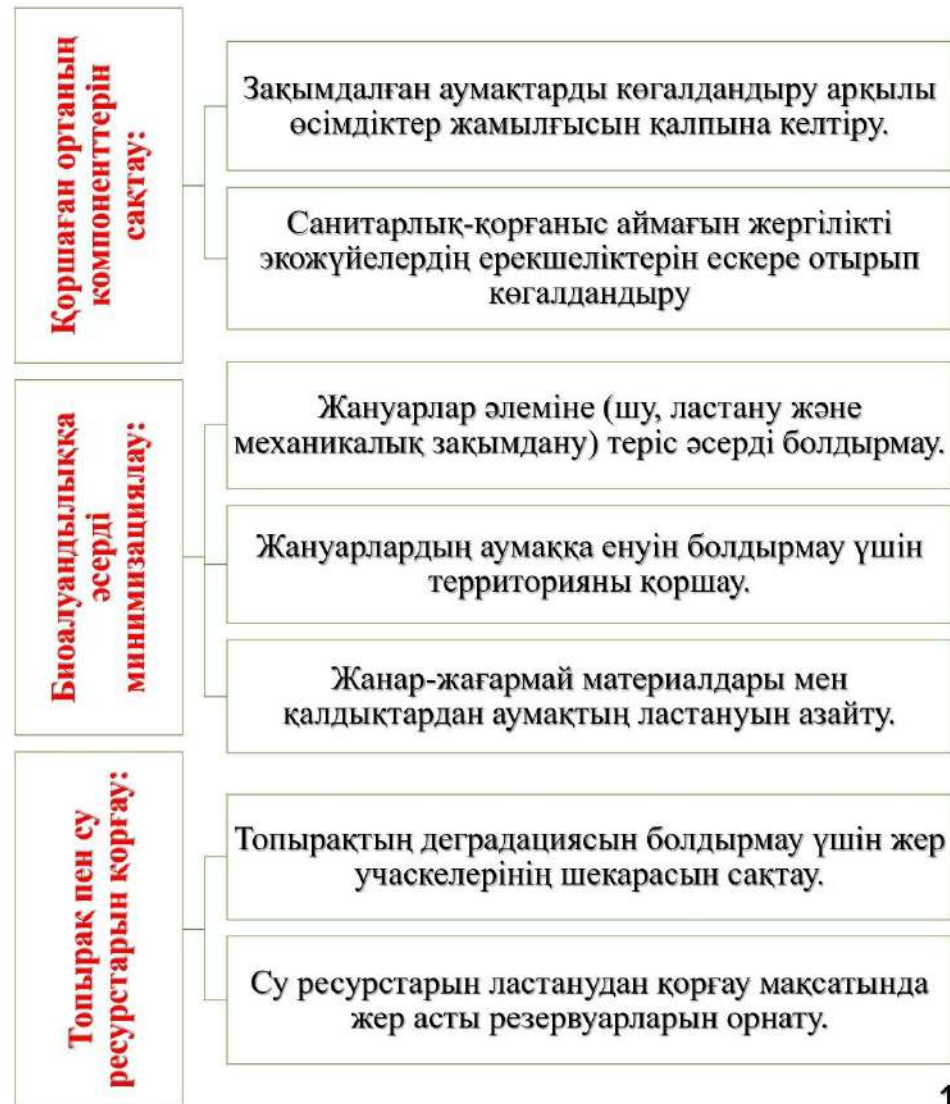 Қоршаған ортаның
компоненттерін
сақтау:
Зақымдалған аумақтарды көгалдандыру арқылы
өсімдіктер жамылғысын қалпына келтіру.
Санитарлық-қорғаныс аймағын жергілікті
экожүйелердің ерекшеліктерін ескере отырып
көгалдандыру
Биоалуандылыққа
әсерді
минимизациялау:
Жануарлар әлеміне (шу, ластану және
механикалық зақымдану) теріс әсерді болдырмау.
Жануарлардың аумаққа енуін болдырмау үшін
территорияны қоршау.
Жанар-жағармай материалдары мен
қалдықтардан аумақтың ластануын азайту.
Топырақ пен су
ресурстарын қорғау:
Топырақтың деградациясын болдырмау үшін жер
учаскелерінің шекарасын сақтау.
Су ресурстарын ластанудан қорғау мақсатында
жер асты резервуарларын орнату.
1